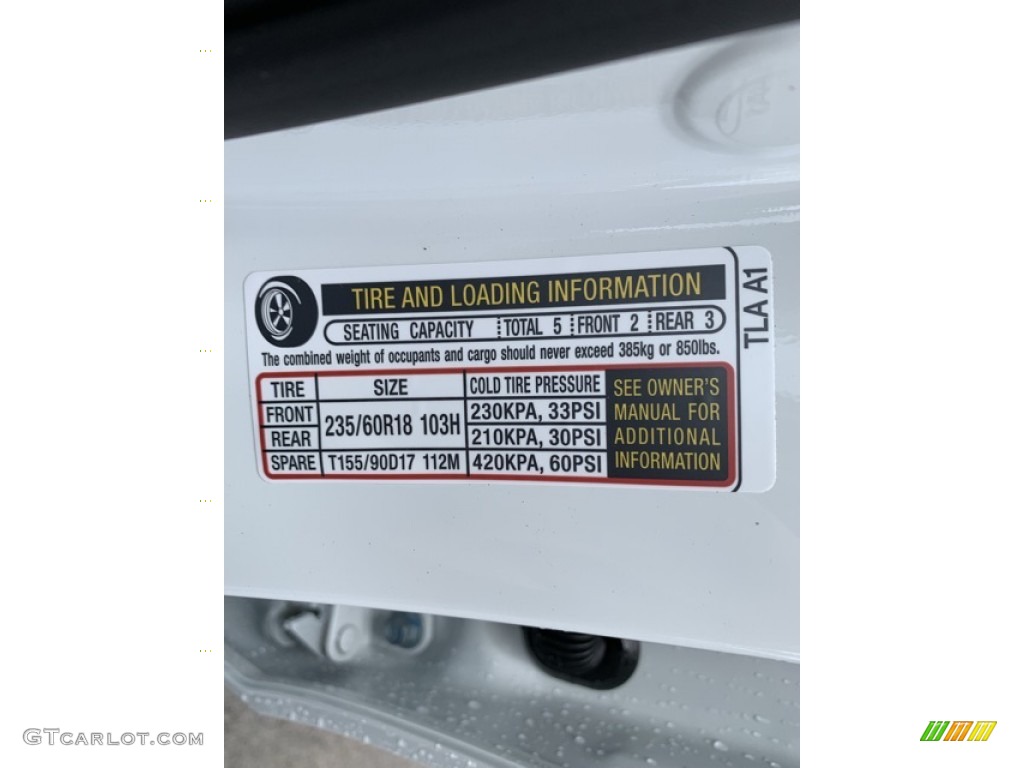 TIRE AND LOADING INFORMATION
SEATING CAPACITY TOTAL 5 FRONT 2 REAR 3
The combined weight of occupants and cargo should never exceed 385kg or 850lbs.
TLA A1
TIRE SIZE COLD TIRE PRESSURE
FRONT 235/60R18 103H 230KPA, 33PSI
REAR 210KPA, 30PSI
SPARE T155/90D17 112M 420KPA, 60PSI
SEE OWNER'S
MANUAL FOR
ADDITIONAL
INFORMATION
GTCARLOT.COM